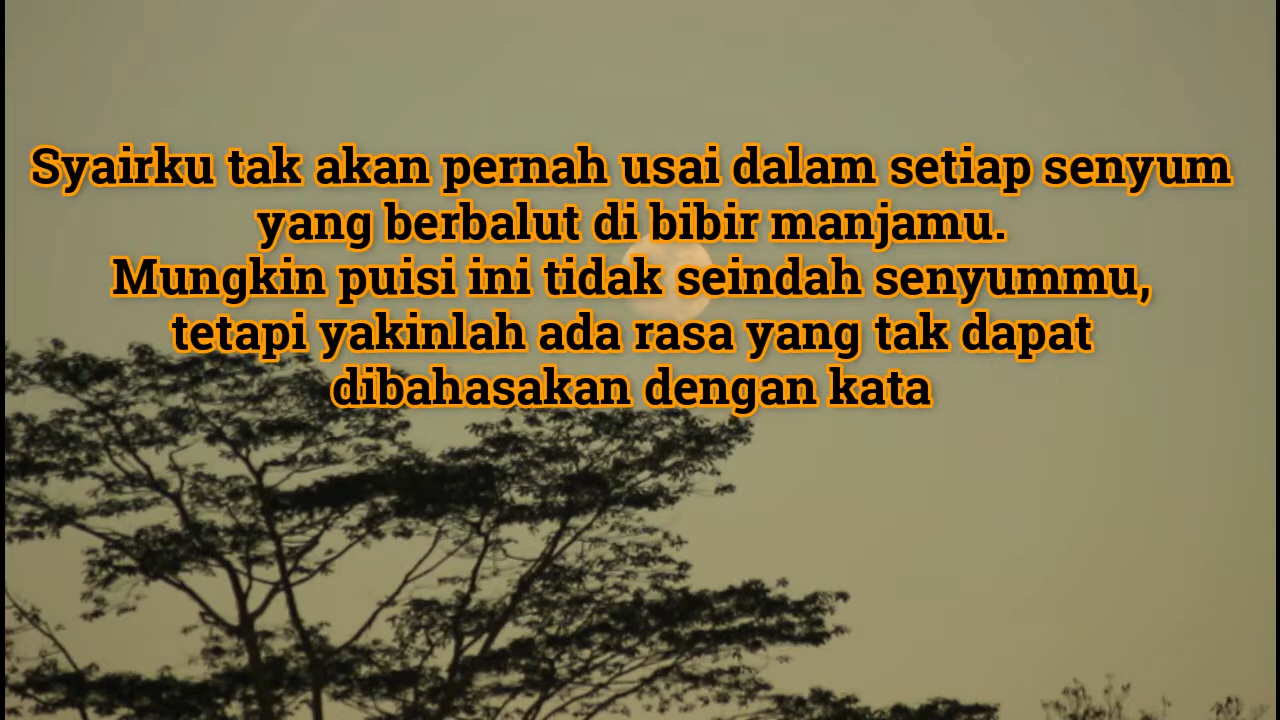 Syairku tak akan pernah usai dalam setiap senyum
yang berbalut di bibir manjamu.
Mungkin puisi ini tidak seindah senyummu,
tetapi yakinlah ada rasa yang tak dapat
dibahasakan dengan kata